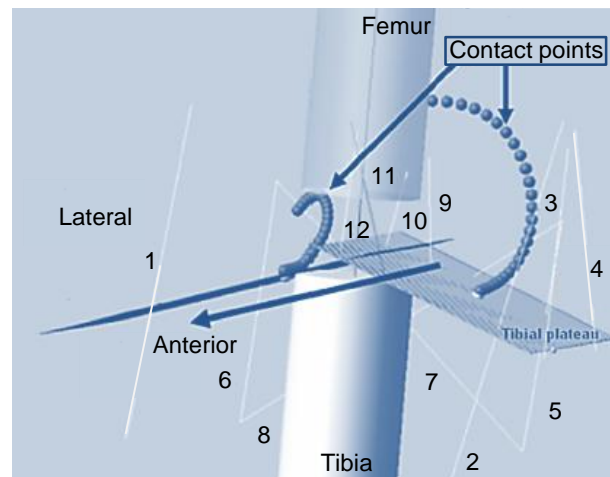 Femur
Contact points
11
9
3
Lateral
12
10
1
4
Tibial plateau
Anterior
6
7
5
8
2
Tibia